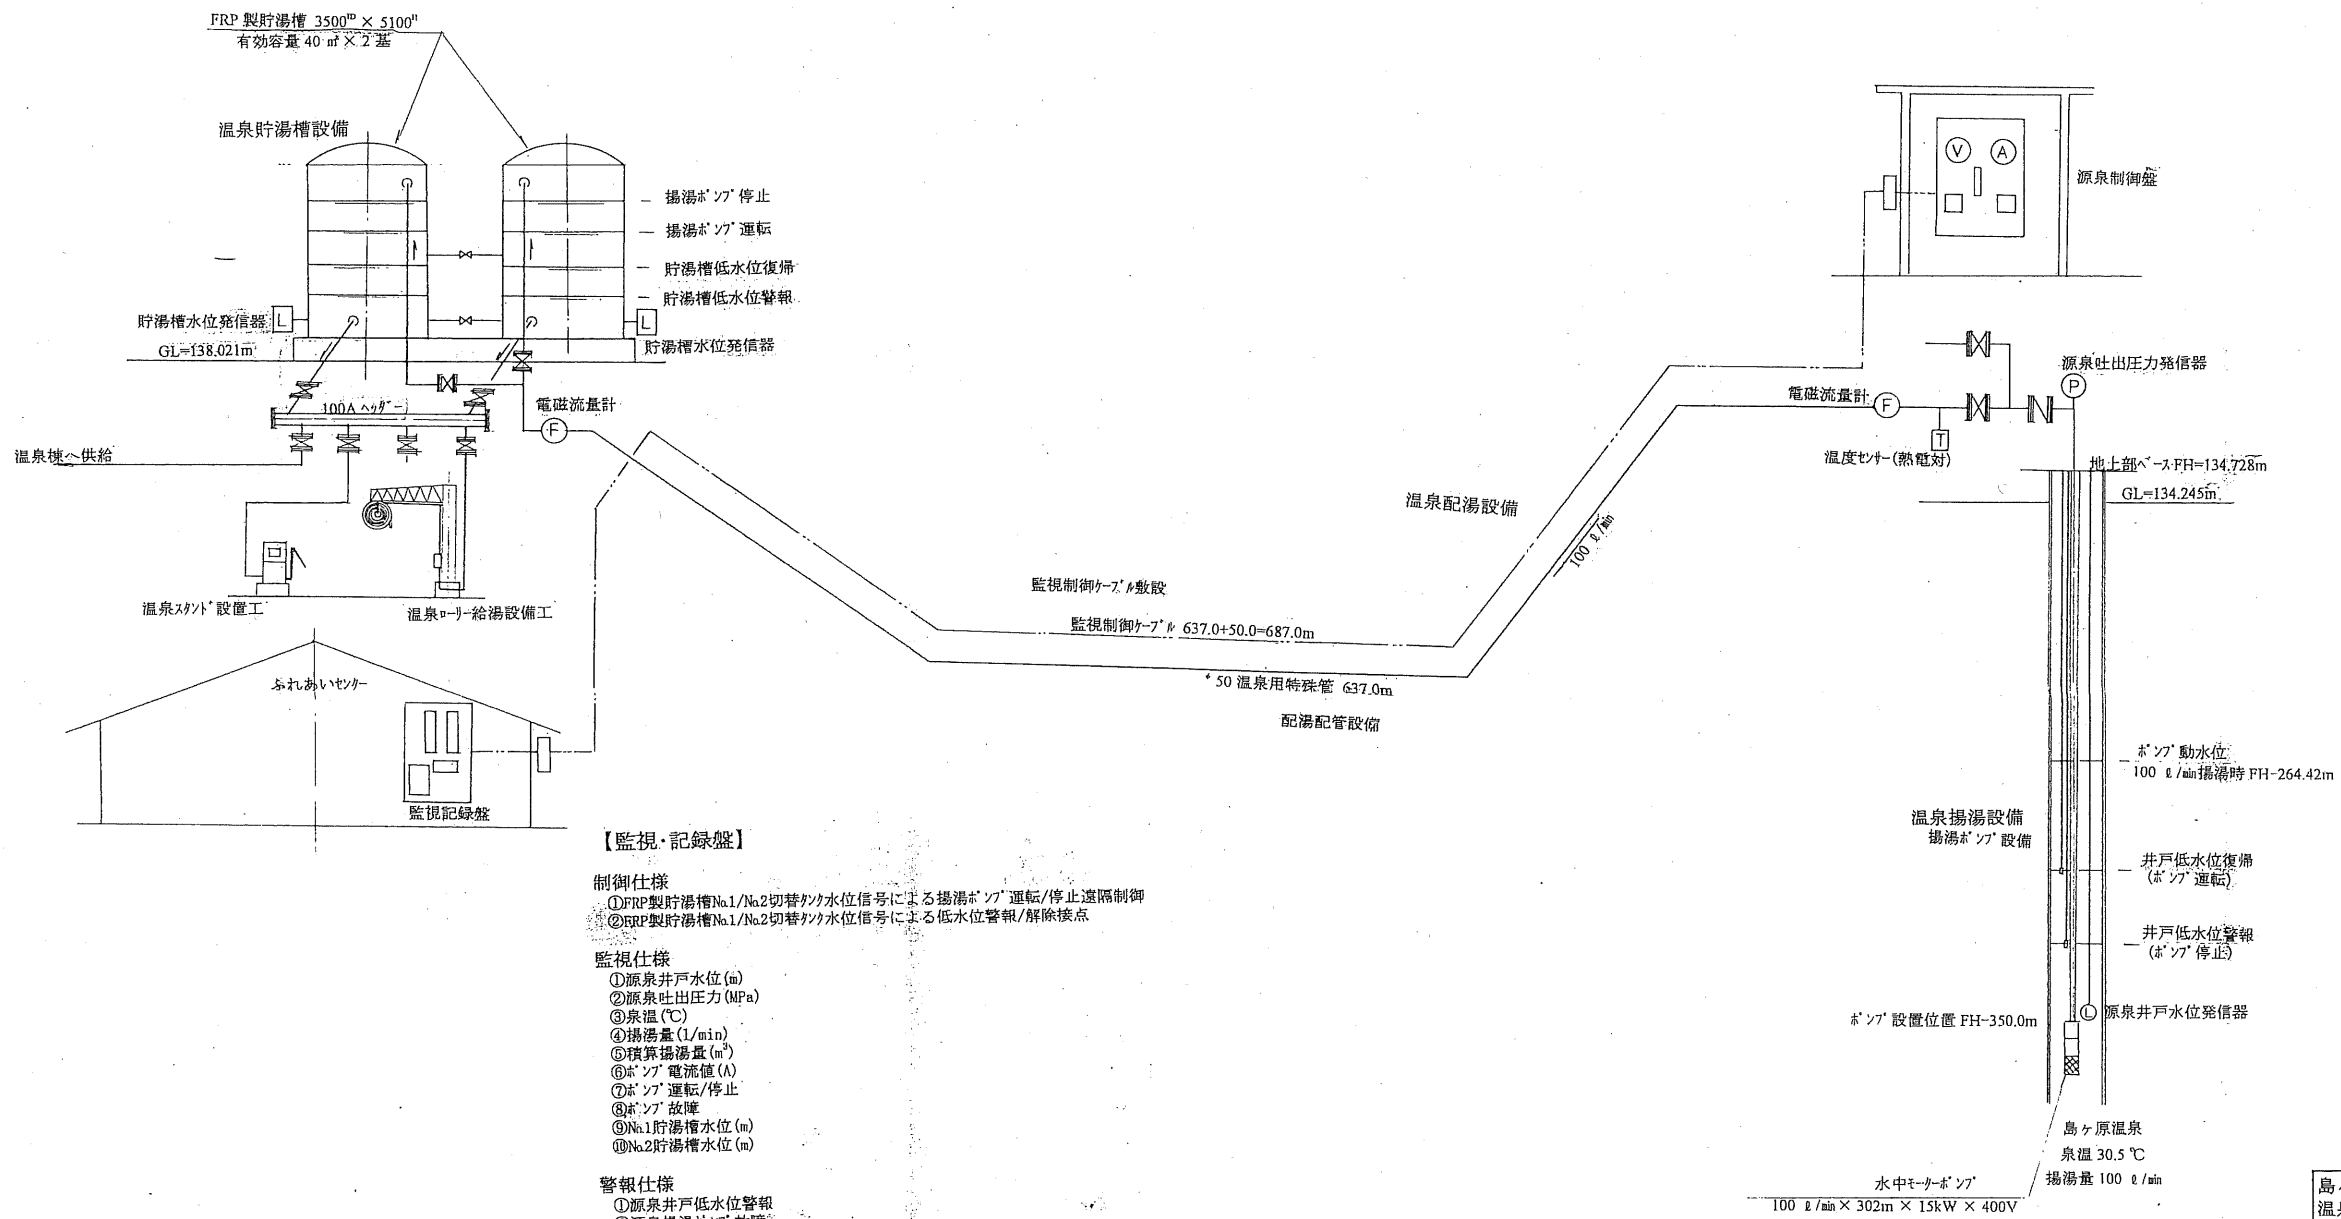 FRP 製貯湯槽 3500ᴵᴰ × 5100ᴴ
有効容量 40 ㎥ × 2 基
温泉貯湯槽設備
揚湯ポンプ停止
揚湯ポンプ運転
貯湯槽低水位復帰
貯湯槽低水位警報
貯湯槽水位発信器
L
L
GL=138.021m
貯湯槽水位発信器
100A ヘッダー
電磁流量計
F
温泉棟へ供給
温泉スタンド設置工
温泉ローリー給湯設備工
ふれあいセンター
監視記録盤
監視制御ケーブル敷設
監視制御ケーブル 637.0+50.0=687.0m
50 温泉用特殊管 637.0m
配湯配管設備
温泉配湯設備
100 ℓ/min
V
A
源泉制御盤
源泉吐出圧力発信器
P
電磁流量計
F
T
温度センサー(熱電対)
地上部ベース FH=134.728m
GL=134.245m
ポンプ動水位
100 ℓ/min揚湯時 FH-264.42m
温泉揚湯設備
揚湯ポンプ設備
井戸低水位復帰
(ポンプ運転)
井戸低水位警報
(ポンプ停止)
L
源泉井戸水位発信器
ポンプ設置位置 FH-350.0m
島ヶ原温泉
泉温 30.5 ℃
揚湯量 100 ℓ/min
水中モーターポンプ
100 ℓ/min × 302m × 15kW × 400V
【監視・記録盤】
制御仕様
①FRP製貯湯槽№1/№2切替タンク水位信号による揚湯ポンプ運転/停止遠隔制御
②FRP製貯湯槽№1/№2切替タンク水位信号による低水位警報/解除接点
監視仕様
①源泉井戸水位(m)
②源泉吐出圧力(MPa)
③泉温(℃)
④揚湯量(l/min)
⑤積算揚湯量(m³)
⑥ポンプ電流値(A)
⑦ポンプ運転/停止
⑧ポンプ故障
⑨№1貯湯槽水位(m)
⑩№2貯湯槽水位(m)
警報仕様
①源泉井戸低水位警報
島
温泉